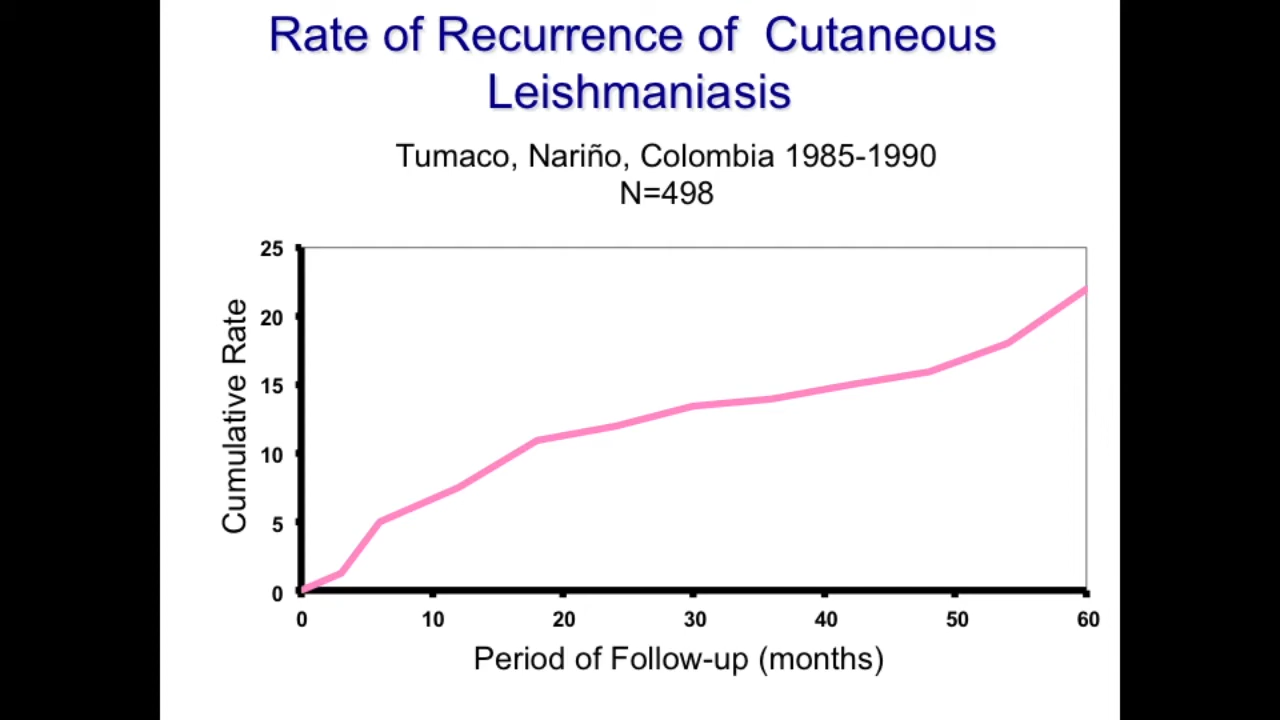 Rate of Recurrence of Cutaneous
Leishmaniasis
Tumaco, Nariño, Colombia 1985-1990
N=498
25
20
15
10
5
0
Cumulative Rate
0 10 20 30 40 50 60
Period of Follow-up (months)